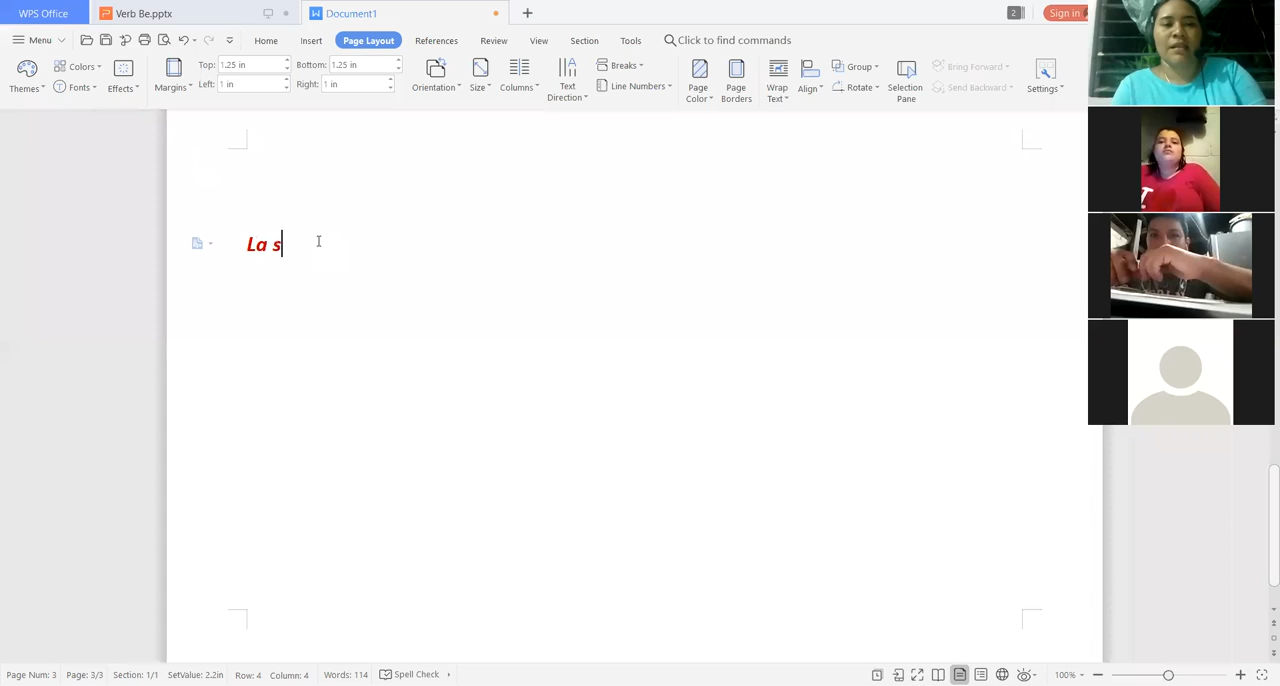 WPS Office
Verb Be.pptx
Document1
2
Sign in
Menu
Home
Insert
Page Layout
References
Review
View
Section
Tools
Click to find commands
Themes
Colors
Fonts
Effects
Margins
Top: 1.25 in
Bottom: 1.25 in
Left: 1 in
Right: 1 in
Orientation
Size
Columns
Text Direction
Breaks
Line Numbers
Page Color
Page Borders
Wrap Text
Align
Group
Rotate
Selection Pane
Bring Forward
Send Backward
Settings
La s
Page Num: 3
Page: 3/3
Section: 1/1
SetValue: 2.2in
Row: 4
Column: 4
Words: 114
Spell Check
100%